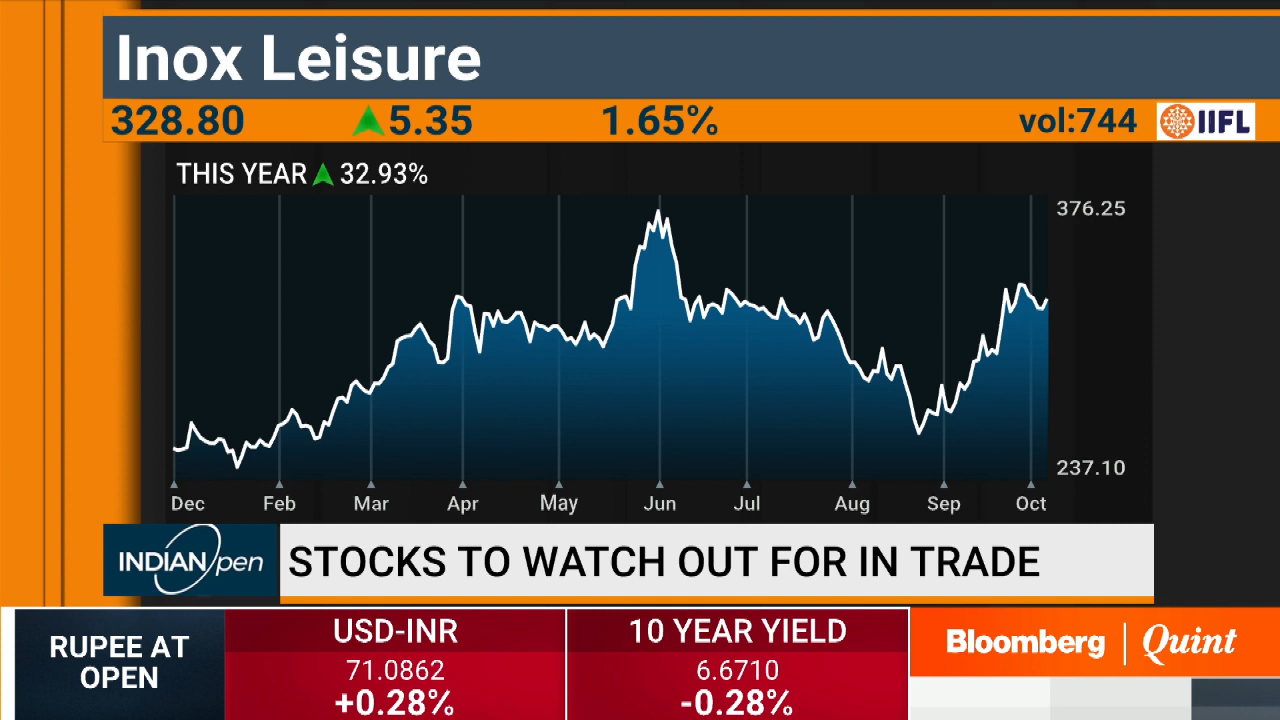 Inox Leisure
328.80 5.35 1.65% vol:744 IIFL
THIS YEAR 32.93%
376.25
237.10
Dec Feb Mar Apr May Jun Jul Aug Sep Oct
INDIAN Open STOCKS TO WATCH OUT FOR IN TRADE
RUPEE AT
OPEN
USD-INR
71.0862
+0.28%
10 YEAR YIELD
6.6710
-0.28%
Bloomberg | Quint